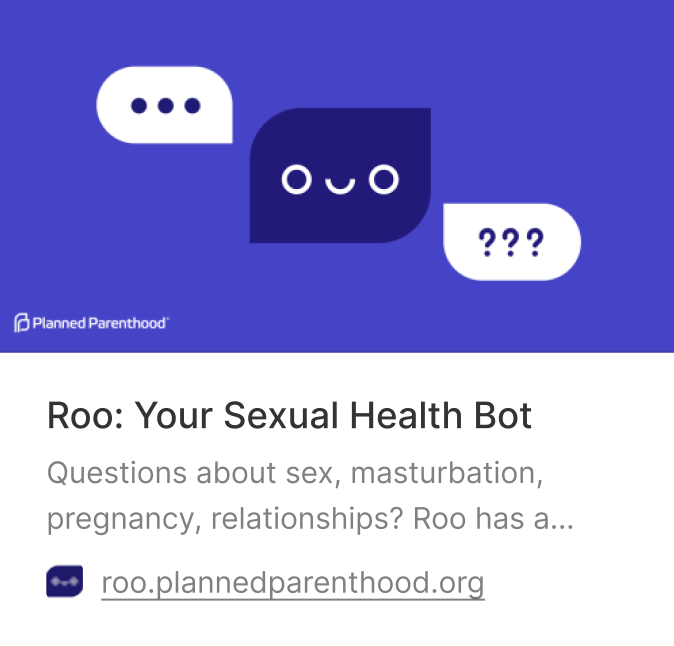 ???
Planned Parenthood®
Roo: Your Sexual Health Bot
Questions about sex, masturbation,
pregnancy, relationships? Roo has a...
roo.plannedparenthood.org